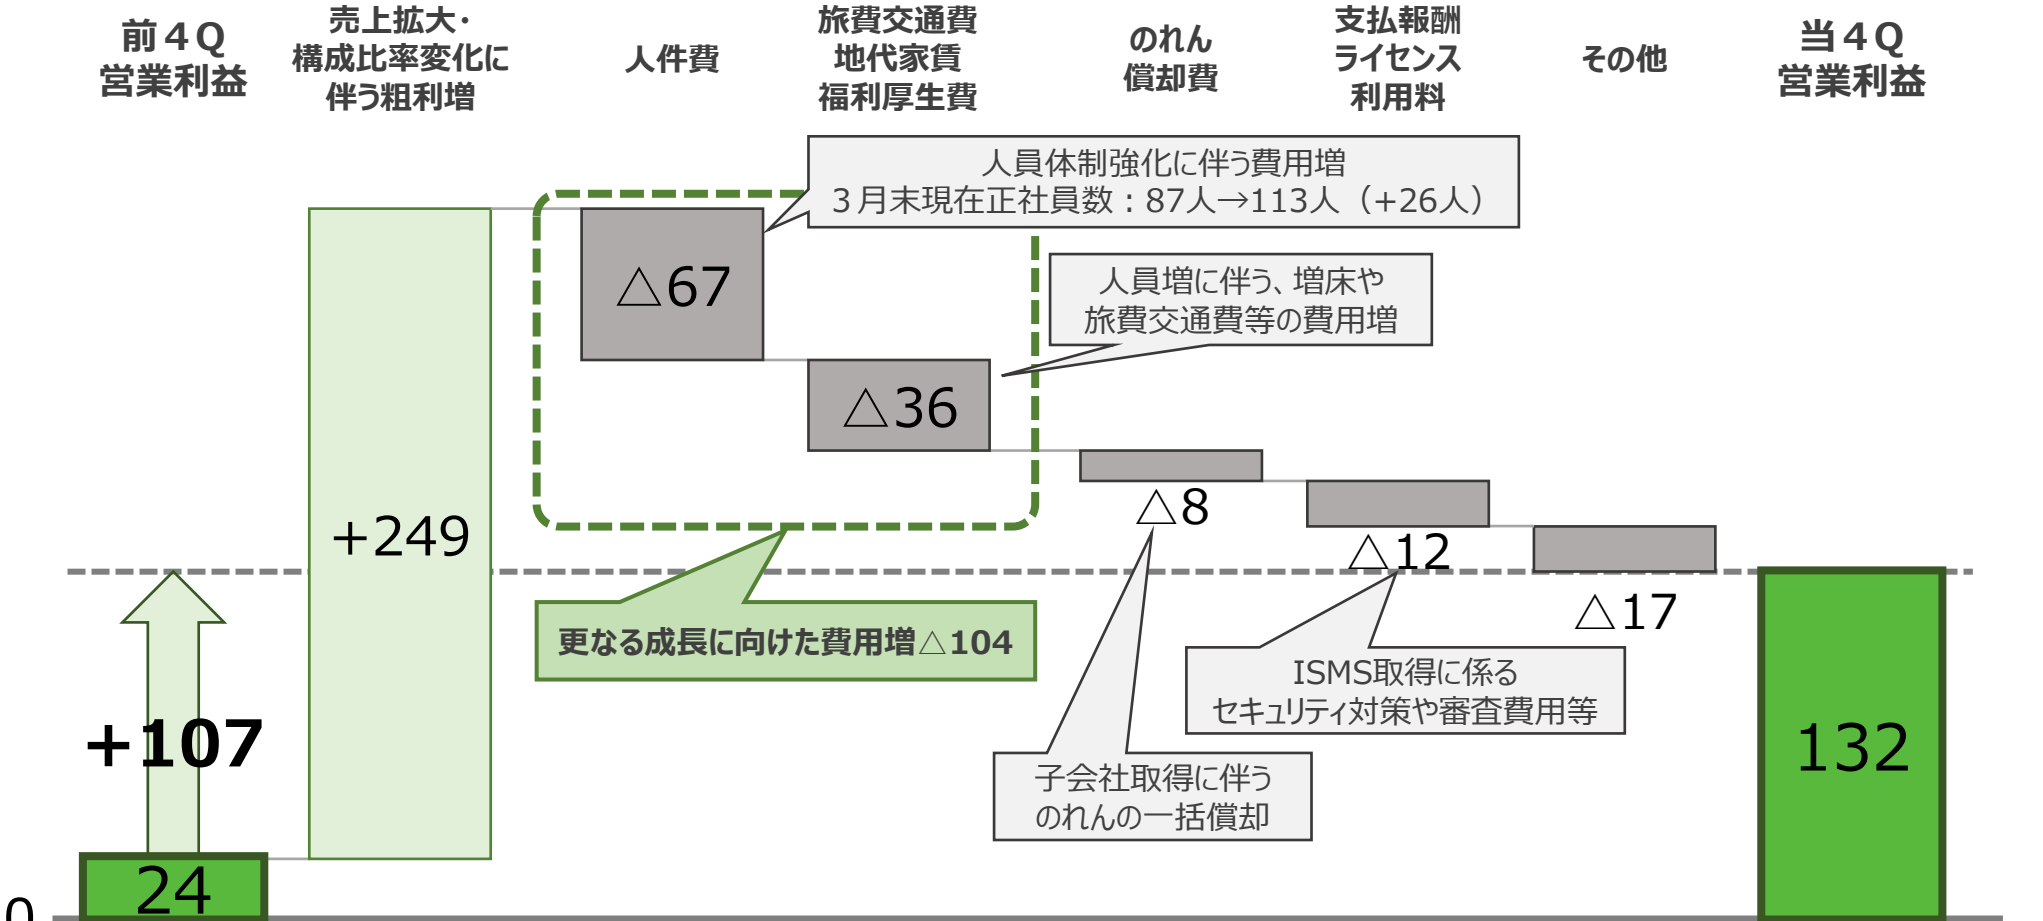 前４Q
営業利益
売上拡大・
構成比率変化に
伴う粗利増
人件費
旅費交通費
地代家賃
福利厚生費
のれん
償却費
支払報酬
ライセンス
利用料
その他
当４Q
営業利益
人員体制強化に伴う費用増
３月末現在正社員数：87人→113人（+26人）
△67
人員増に伴う、増床や
旅費交通費等の費用増
△36
+249
△8
△12
△17
更なる成長に向けた費用増△104
ISMS取得に係る
セキュリティ対策や審査費用等
子会社取得に伴う
のれんの一括償却
+107
132
24
0